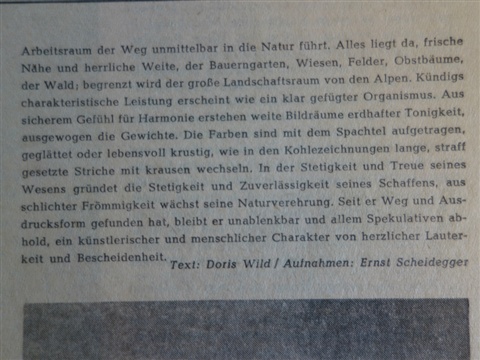 Arbeitsraum der Weg unmittelbar in die Natur führt. Alles liegt da, frische
Nähe und herrliche Weite, der Bauerngarten, Wiesen, Felder, Obstbäume,
der Wald; begrenzt wird der große Landschaftsraum von den Alpen. Kündigs
charakteristische Leistung erscheint wie ein klar gefügter Organismus. Aus
sicherem Gefühl für Harmonie erstehen weite Bildräume erdhafter Tonigkeit,
ausgewogen die Gewichte. Die Farben sind mit dem Spachtel aufgetragen,
geglättet oder lebensvoll krustig, wie in den Kohlezeichnungen lange, straff
gesetzte Striche mit krausen wechseln. In der Stetigkeit und Treue seines
Wesens gründet die Stetigkeit und Zuverlässigkeit seines Schaffens, aus
schlichter Frömmigkeit wächst seine Naturverehrung. Seit er Weg und Aus-
drucksform gefunden hat, bleibt er unablenkbar und allem Spekulativen ab-
hold, ein künstlerischer und menschlicher Charakter von herzlicher Lauter-
keit und Bescheidenheit.
Text: Doris Wild / Aufnahmen: Ernst Scheidegger